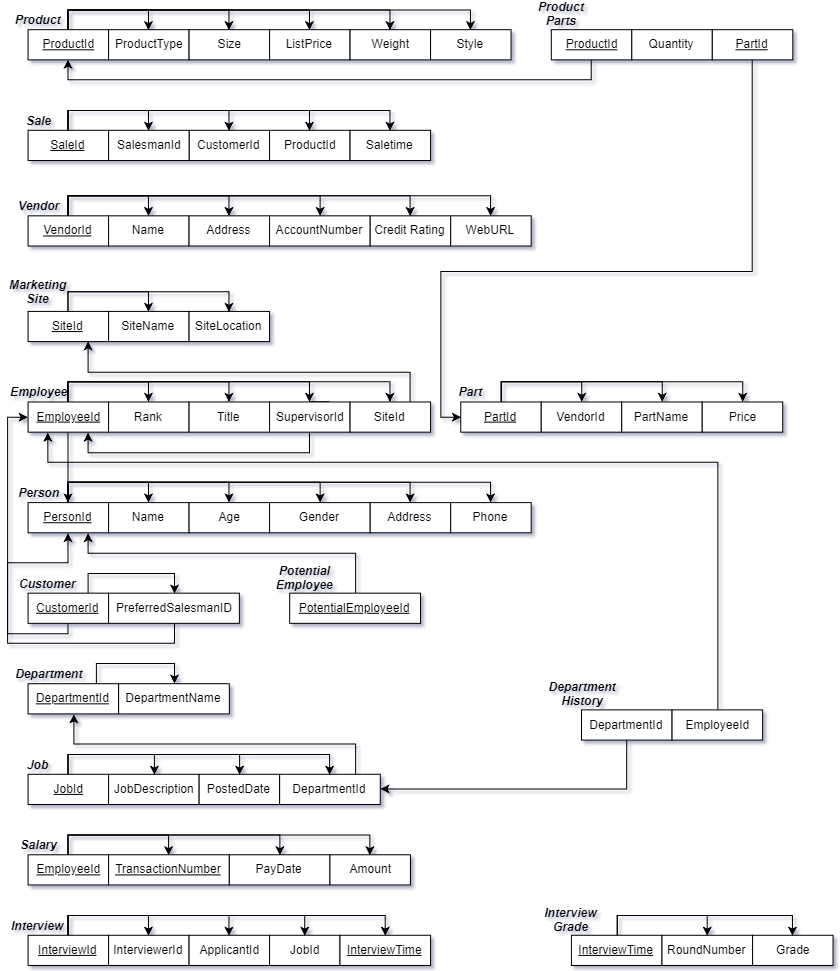 Product
ProductId ProductType Size ListPrice Weight Style
Product
Parts
ProductId Quantity PartId
Sale
SaleId SalesmanId CustomerId ProductId Saletime
Vendor
VendorId Name Address AccountNumber Credit Rating WebURL
Marketing
Site
SiteId SiteName SiteLocation
Employee
EmployeeId Rank Title SupervisorId SiteId
Part
PartId VendorId PartName Price
Person
PersonId Name Age Gender Address Phone
Customer
CustomerId PreferredSalesmanID
Potential
Employee
PotentialEmployeeId
Department
DepartmentId DepartmentName
Department
History
DepartmentId EmployeeId
Job
JobId JobDescription PostedDate DepartmentId
Salary
EmployeeId TransactionNumber PayDate Amount
Interview
InterviewId InterviewerId ApplicantId JobId InterviewTime
Interview
Grade
InterviewTime RoundNumber Grade